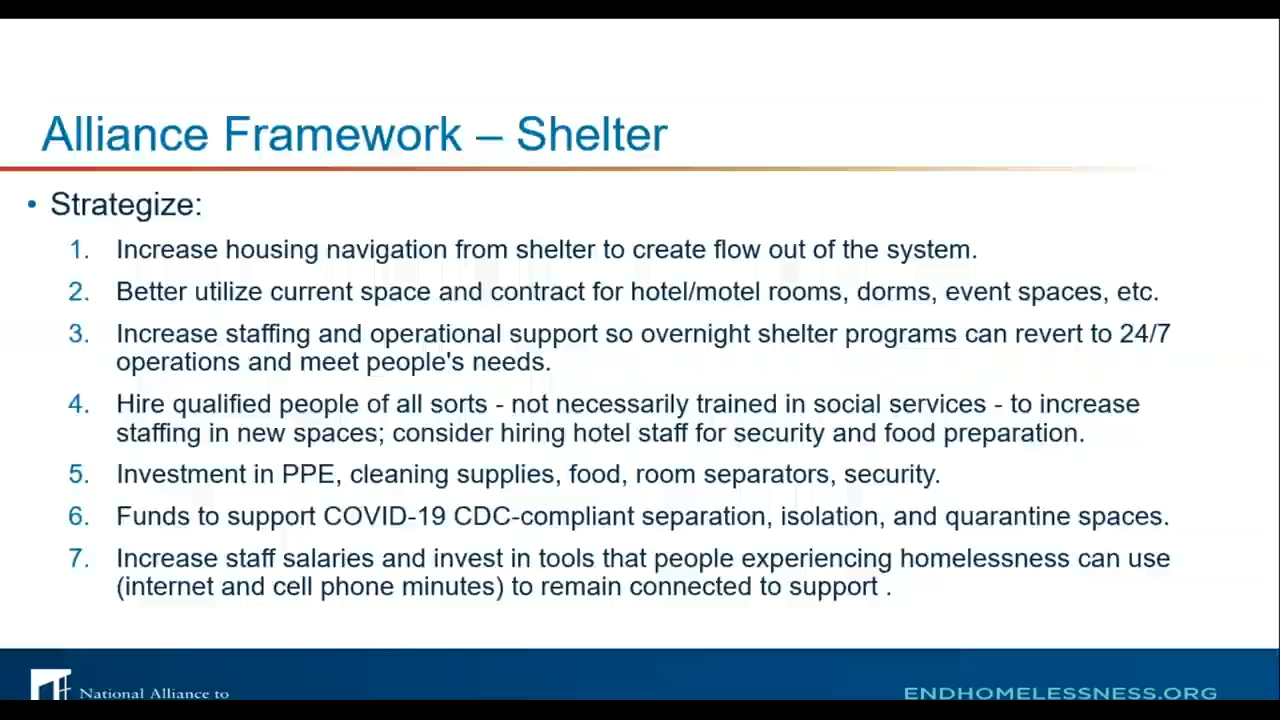 Alliance Framework – Shelter
• Strategize:
1. Increase housing navigation from shelter to create flow out of the system.
2. Better utilize current space and contract for hotel/motel rooms, dorms, event spaces, etc.
3. Increase staffing and operational support so overnight shelter programs can revert to 24/7
operations and meet people's needs.
4. Hire qualified people of all sorts - not necessarily trained in social services - to increase
staffing in new spaces; consider hiring hotel staff for security and food preparation.
5. Investment in PPE, cleaning supplies, food, room separators, security.
6. Funds to support COVID-19 CDC-compliant separation, isolation, and quarantine spaces.
7. Increase staff salaries and invest in tools that people experiencing homelessness can use
(internet and cell phone minutes) to remain connected to support .
National Alliance to
ENDHOMELESSNESS.ORG